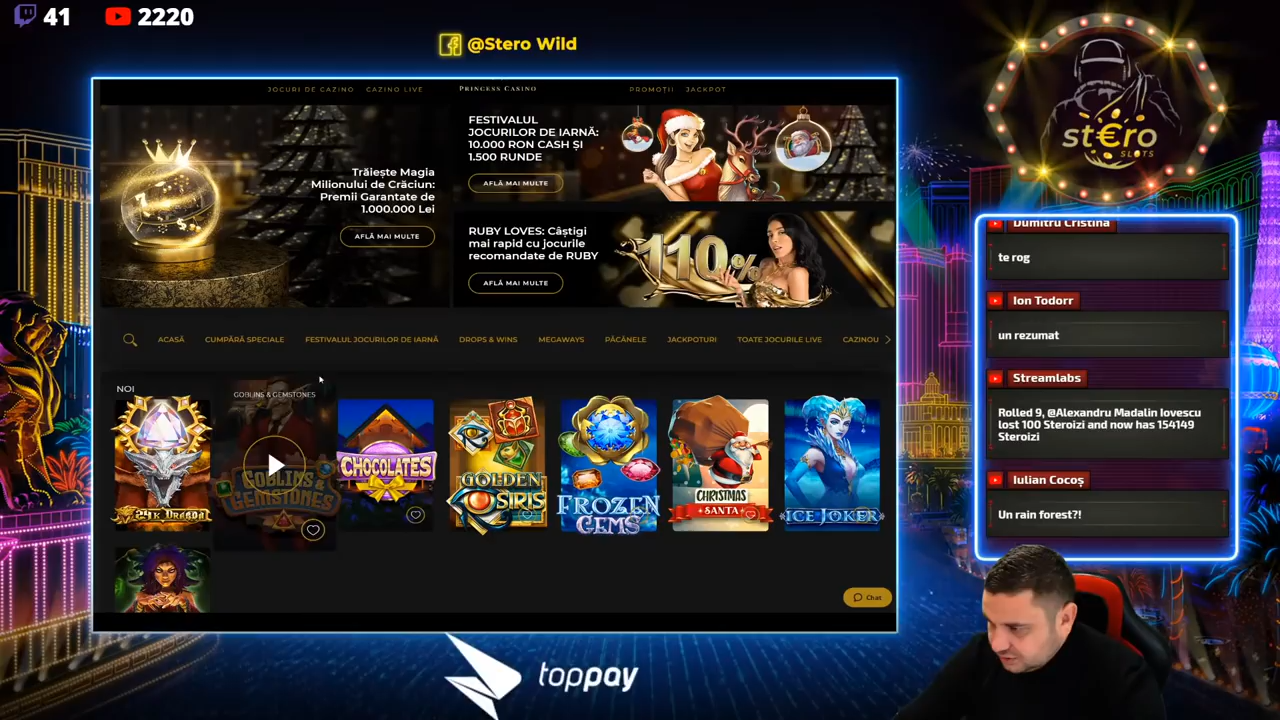 41
2220
@Stero Wild
JOCURI DE CAZINO
CAZINO LIVE
PRINCESS CASINO
PROMOȚII
JACKPOT
Trăiește Magia
Milionului de Crăciun:
Premii Garantate de
1.000.000 Lei
AFLĂ MAI MULTE
FESTIVALUL
JOCURILOR DE IARNĂ:
10.000 RON CASH ȘI
1.500 RUNDE
AFLĂ MAI MULTE
RUBY LOVES: Câștigi
mai rapid cu jocurile
recomandate de RUBY
AFLĂ MAI MULTE
110%
ACASĂ
CUMPĂRĂ SPECIALE
FESTIVALUL JOCURILOR DE IARNĂ
DROPS & WINS
MEGAWAYS
PĂCĂNELE
JACKPOTURI
TOATE JOCURILE LIVE
CAZINOU
NOI
24K DRAGON
GOBLINS & GEMSTONES
GOBLINS &
GEMSTONES
CHOCOLATES
GOLDEN
OSIRIS
FROZEN
GEMS
CHRISTMAS
SANTA
ICE JOKER
Chat
toppay
st€ro
SLOTS
Dumitru Cristina
te rog
Ion Todorr
un rezumat
Streamlabs
Rolled 9, @Alexandru Madalin Iovescu
lost 100 Steroizi and now has 154149
Steroizi
Iulian Cocoș
Un rain forest?!